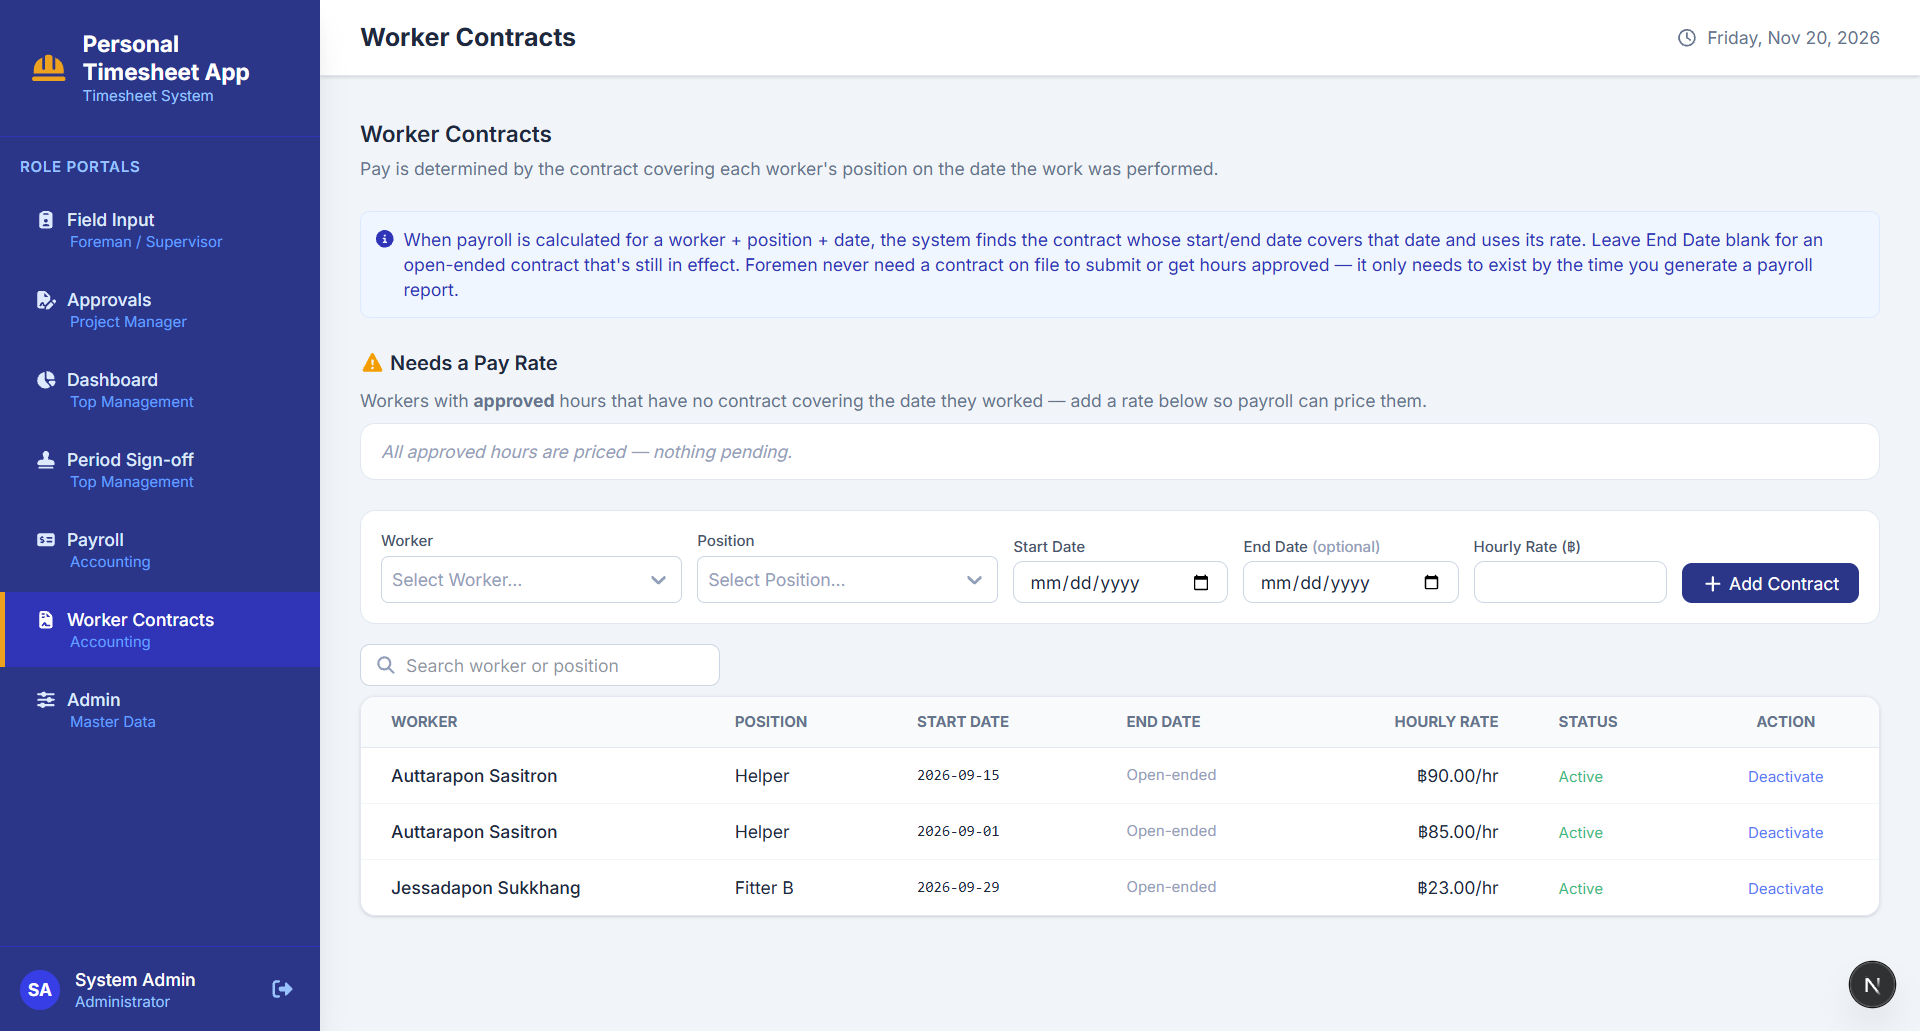 Personal
Timesheet App
Timesheet System
ROLE PORTALS
Field Input
Foreman / Supervisor
Approvals
Project Manager
Dashboard
Top Management
Period Sign-off
Top Management
Payroll
Accounting
Worker Contracts
Accounting
Admin
Master Data
SA
System Admin
Administrator
Worker Contracts
Friday, Nov 20, 2026
Worker Contracts
Pay is determined by the contract covering each worker's position on the date the work was performed.
When payroll is calculated for a worker + position + date, the system finds the contract whose start/end date covers that date and uses its rate. Leave End Date blank for an
open-ended contract that's still in effect. Foremen never need a contract on file to submit or get hours approved — it only needs to exist by the time you generate a payroll
report.
Needs a Pay Rate
Workers with approved hours that have no contract covering the date they worked — add a rate below so payroll can price them.
All approved hours are priced — nothing pending.
Worker Position Start Date End Date (optional) Hourly Rate (฿)
Select Worker... Select Position... mm/dd/yyyy mm/dd/yyyy + Add Contract
Search worker or position
WORKER POSITION START DATE END DATE HOURLY RATE STATUS ACTION
Auttarapon Sasitron Helper 2026-09-15 Open-ended ฿90.00/hr Active Deactivate
Auttarapon Sasitron Helper 2026-09-01 Open-ended ฿85.00/hr Active Deactivate
Jessadapon Sukkhang Fitter B 2026-09-29 Open-ended ฿23.00/hr Active Deactivate
N